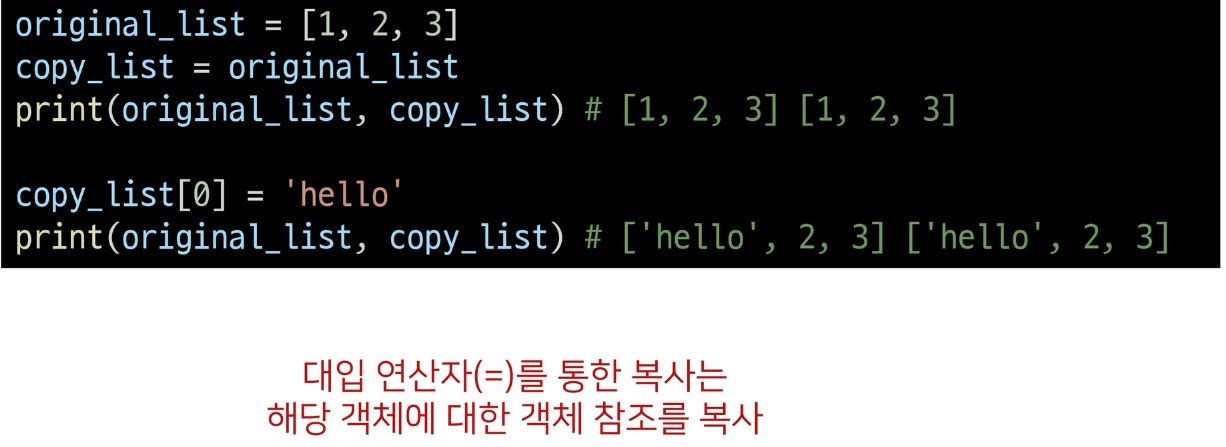 original_list = [1, 2, 3]
copy_list = original_list
print(original_list, copy_list) # [1, 2, 3] [1, 2, 3]
copy_list[0] = 'hello'
print(original_list, copy_list) # ['hello', 2, 3] ['hello', 2, 3]
대입 연산자(=)를 통한 복사는
해당 객체에 대한 객체 참조를 복사